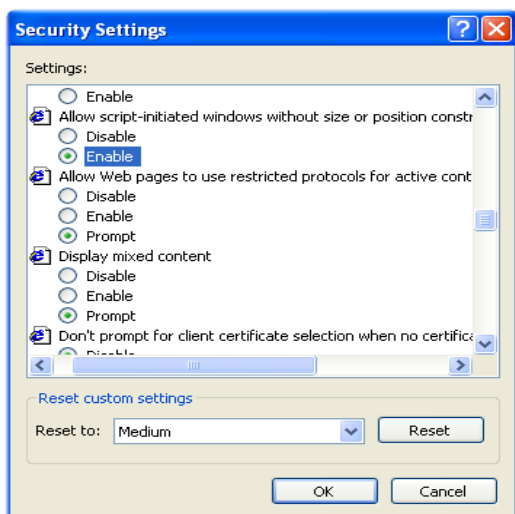 Security Settings
Settings:
Enable
Allow script-initiated windows without size or position constr
Disable
Enable
Allow Web pages to use restricted protocols for active cont
Disable
Enable
Prompt
Display mixed content
Disable
Enable
Prompt
Don't prompt for client certificate selection when no certifica
Disable
Reset custom settings
Reset to: Medium Reset
OK Cancel